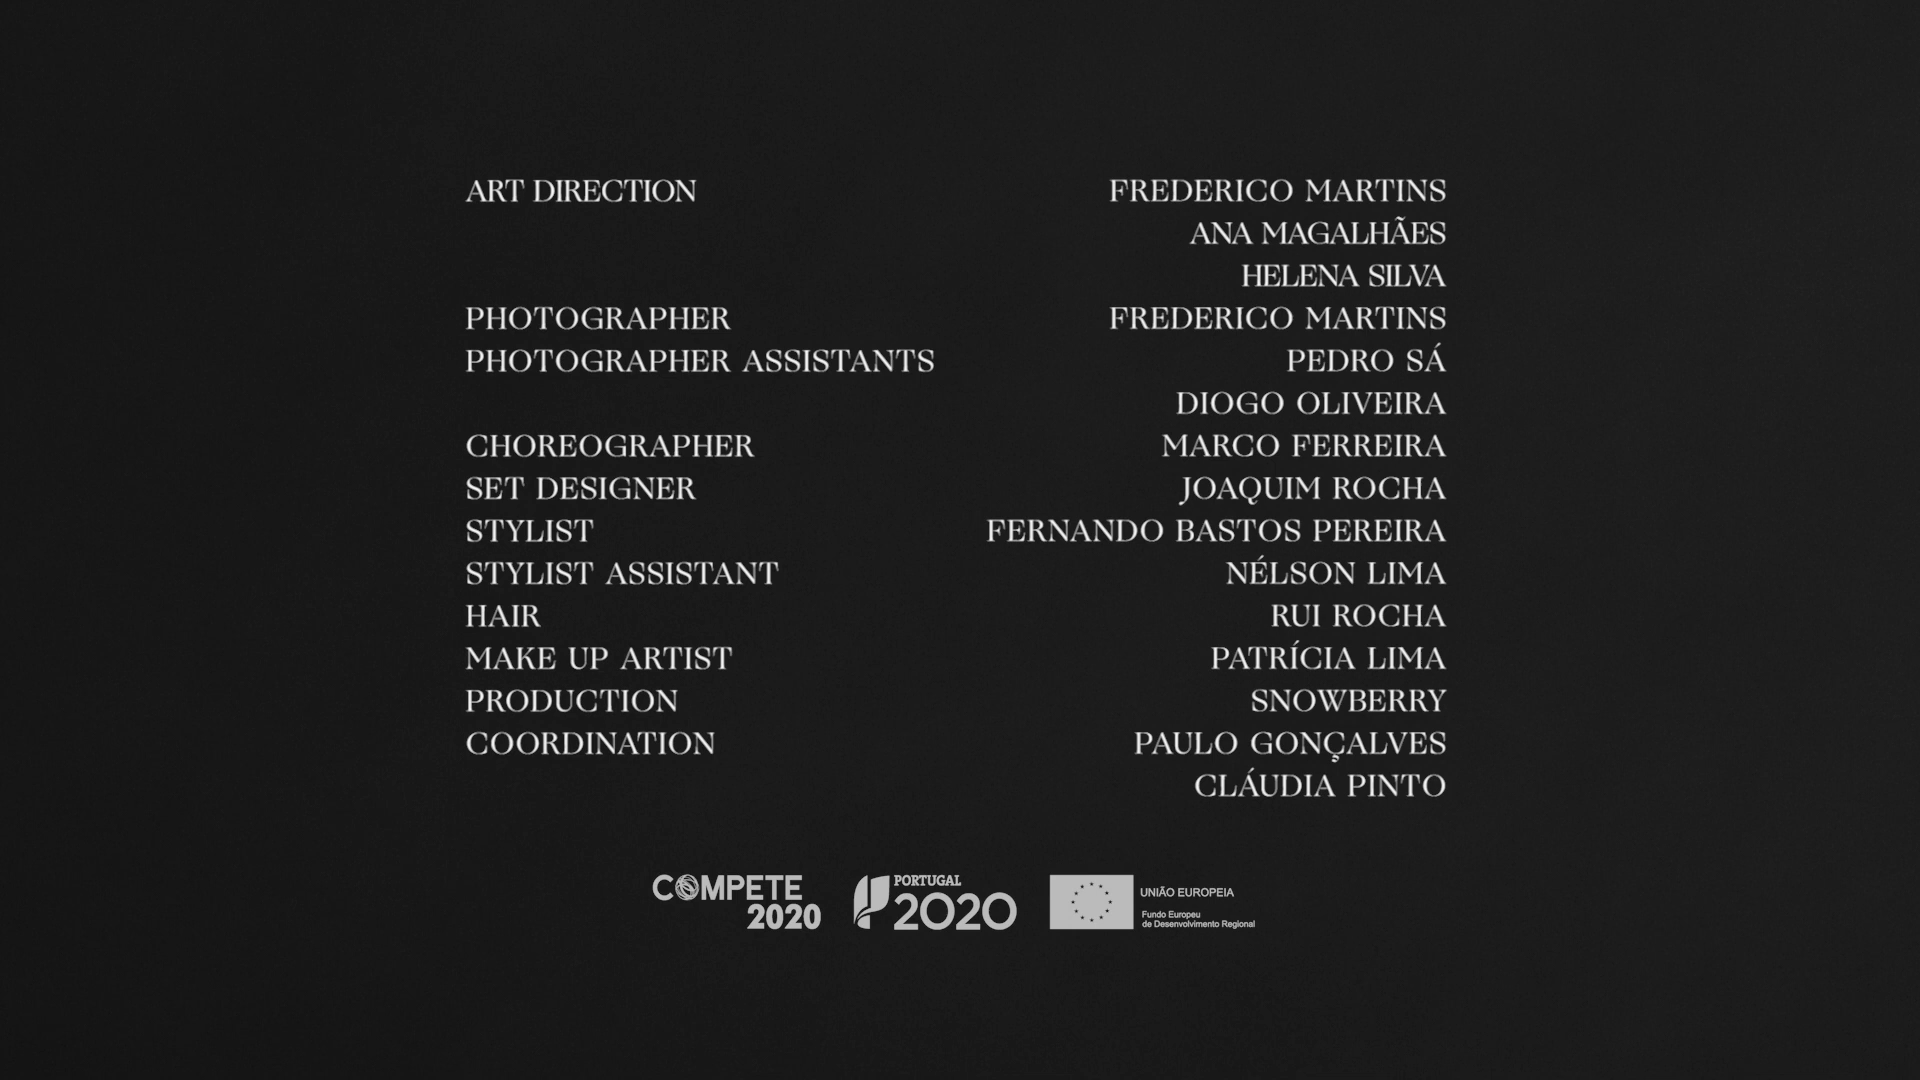 ART DIRECTION FREDERICO MARTINS
ANA MAGALHÃES
HELENA SILVA
PHOTOGRAPHER FREDERICO MARTINS
PHOTOGRAPHER ASSISTANTS PEDRO SÁ
DIOGO OLIVEIRA
CHOREOGRAPHER MARCO FERREIRA
SET DESIGNER JOAQUIM ROCHA
STYLIST FERNANDO BASTOS PEREIRA
STYLIST ASSISTANT NÉLSON LIMA
HAIR RUI ROCHA
MAKE UP ARTIST PATRÍCIA LIMA
PRODUCTION SNOWBERRY
COORDINATION PAULO GONÇALVES
CLÁUDIA PINTO
COMPETE
2020
PORTUGAL
2020
UNIÃO EUROPEIA
Fundo Europeu
de Desenvolvimento Regional